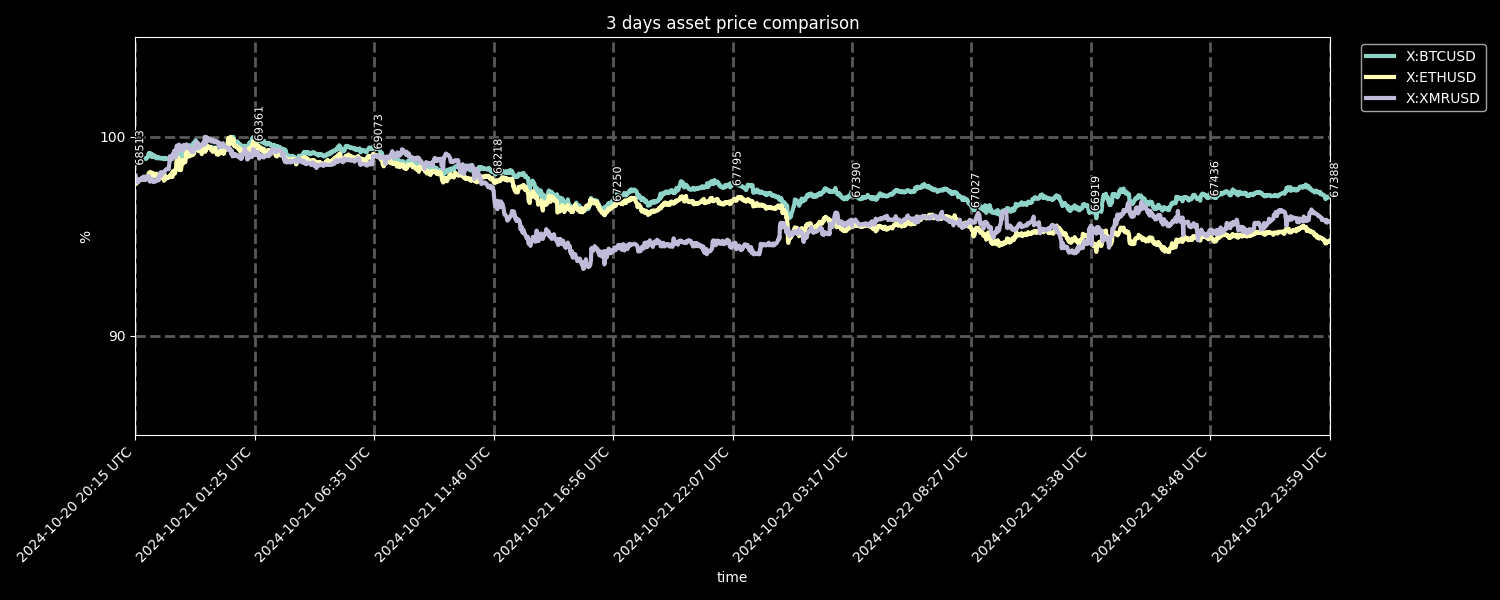 3 days asset price comparison
X:BTCUSD
X:ETHUSD
X:XMRUSD
100
90
%
68513
69361
69073
68218
67250
67795
67390
67027
66919
67436
67388
2024-10-20 20:15 UTC
2024-10-21 01:25 UTC
2024-10-21 06:35 UTC
2024-10-21 11:46 UTC
2024-10-21 16:56 UTC
2024-10-21 22:07 UTC
2024-10-22 03:17 UTC
2024-10-22 08:27 UTC
2024-10-22 13:38 UTC
2024-10-22 18:48 UTC
2024-10-22 23:59 UTC
time